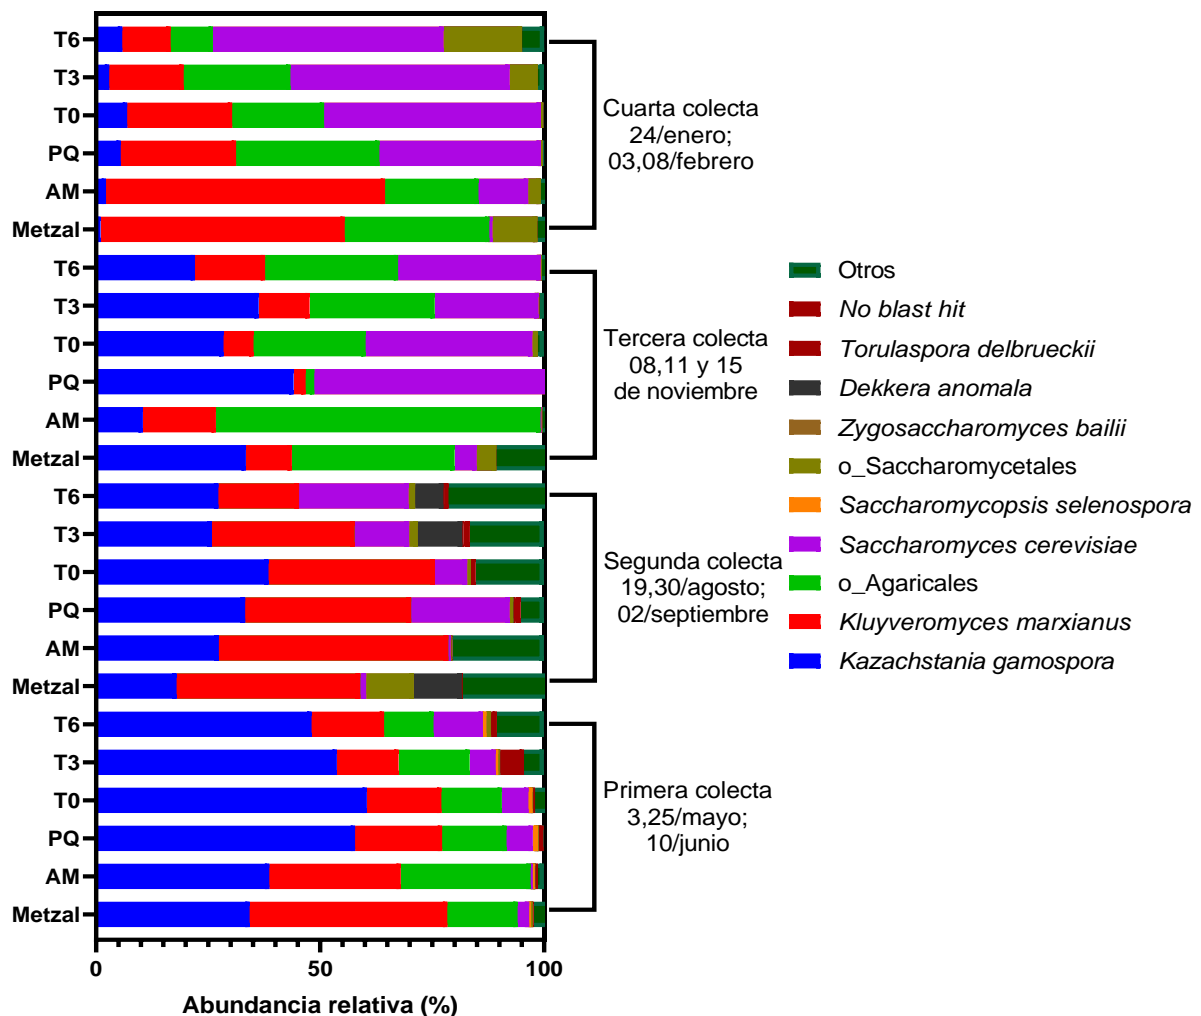 T6
T3
T0
PQ
AM
Metzal
T6
T3
T0
PQ
AM
Metzal
T6
T3
T0
PQ
AM
Metzal
T6
T3
T0
PQ
AM
Metzal
0
50
100
Abundancia relativa (%)
Cuarta colecta
24/enero;
03,08/febrero
Tercera colecta
08,11 y 15
de noviembre
Segunda colecta
19,30/agosto;
02/septiembre
Primera colecta
3,25/mayo;
10/junio
Otros
No blast hit
Torulaspora delbrueckii
Dekkera anomala
Zygosaccharomyces bailii
o_Saccharomycetales
Saccharomycopsis selenospora
Saccharomyces cerevisiae
o_Agaricales
Kluyveromyces marxianus
Kazachstania gamospora